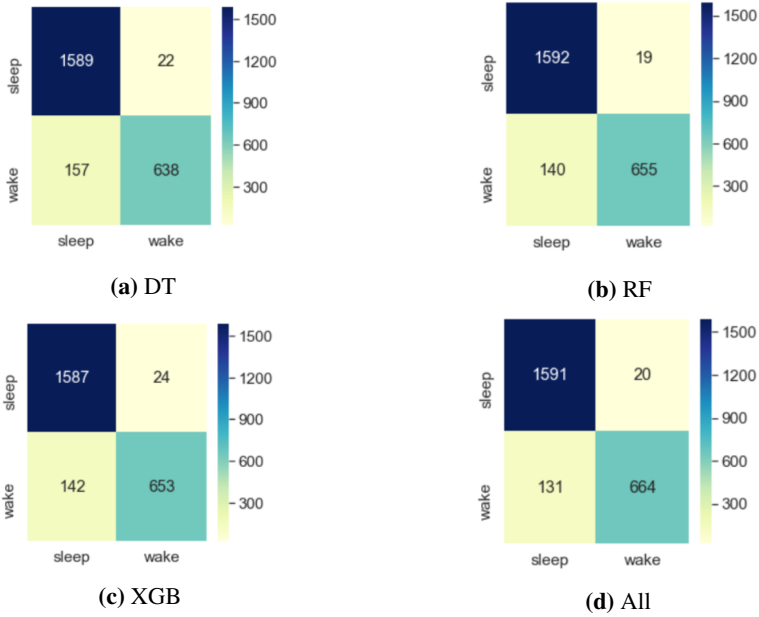 sleep
1589 22
wake
157 638
sleep wake
1500
1200
900
600
300
(a) DT
sleep
1592 19
wake
140 655
sleep wake
1500
1200
900
600
300
(b) RF
sleep
1587 24
wake
142 653
sleep wake
1500
1200
900
600
300
(c) XGB
sleep
1591 20
wake
131 664
sleep wake
1500
1200
900
600
300
(d) All